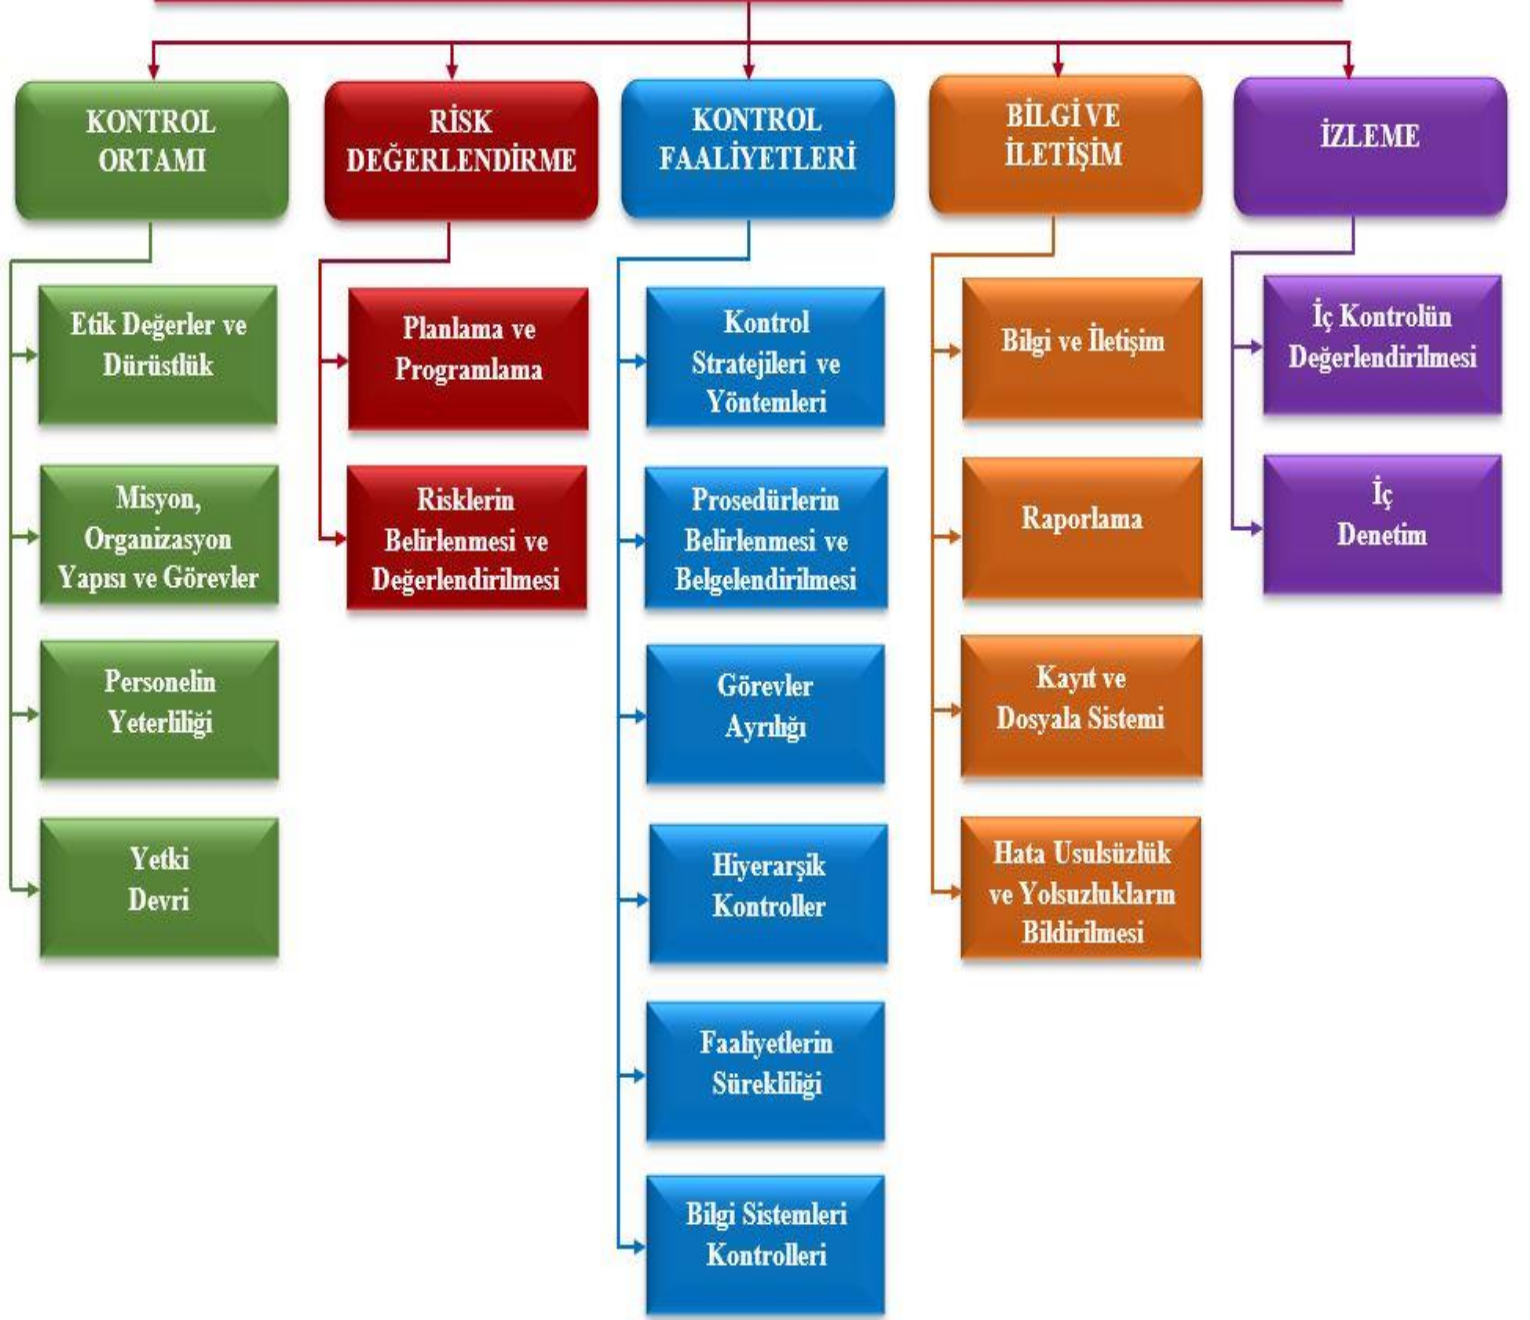 KONTROL
ORTAMI
RİSK
DEĞERLENDİRME
KONTROL
FAALİYETLERİ
BİLGİ VE
İLETİŞİM
İZLEME
Etik Değerler ve
Dürüstlük
Misyon,
Organizasyon
Yapısı ve Görevler
Personelin
Yeterliliği
Yetki
Devri
Planlama ve
Programlama
Risklerin
Belirlenmesi ve
Değerlendirilmesi
Kontrol
Stratejileri ve
Yöntemleri
Prosedürlerin
Belirlenmesi ve
Belgelendirilmesi
Görevler
Ayrılığı
Hiyerarşik
Kontroller
Faaliyetlerin
Sürekliliği
Bilgi Sistemleri
Kontrolleri
Bilgi ve İletişim
Raporlama
Kayıt ve
Dosyala Sistemi
Hata Usulsüzlük
ve Yolsuzlukların
Bildirilmesi
İç Kontrolün
Değerlendirilmesi
İç
Denetim